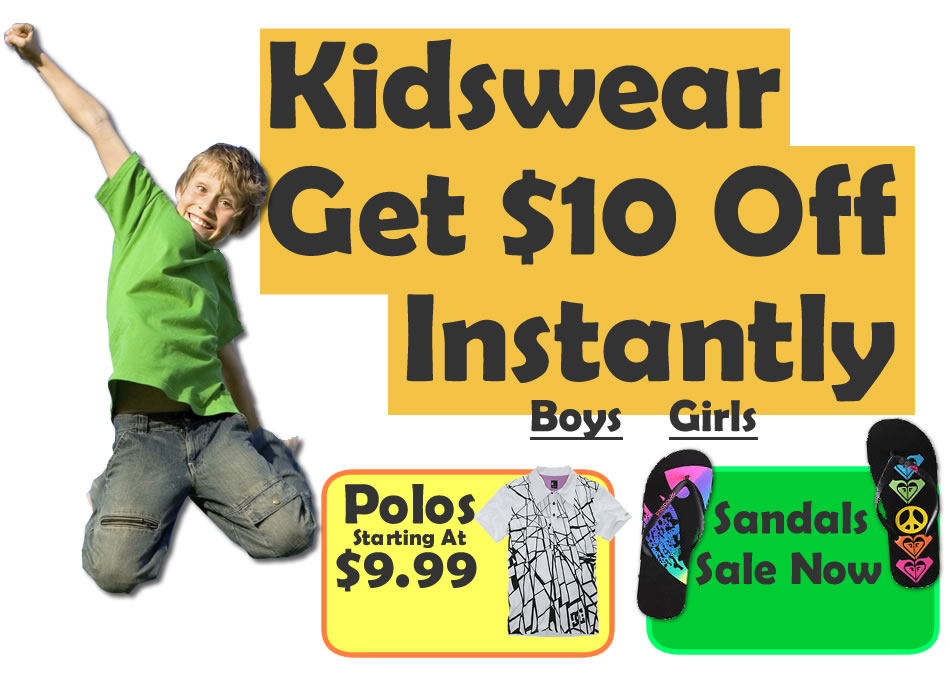 Kidswear
Get $10 Off
Instantly
Boys Girls
Polos
Starting At
$9.99
Sandals
Sale Now